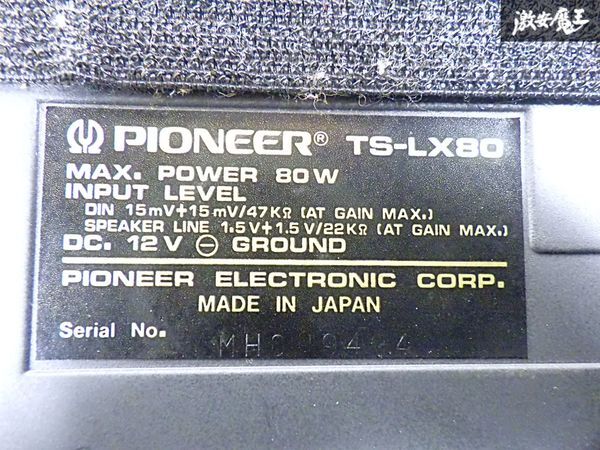 激安魔王
PIONEER® TS-LX80
MAX. POWER 80W
INPUT LEVEL
DIN 15mV+15mV/47KΩ (AT GAIN MAX.)
SPEAKER LINE 1.5V+1.5V/22KΩ (AT GAIN MAX.)
DC. 12V ⊖ GROUND
PIONEER ELECTRONIC CORP.
MADE IN JAPAN
Serial No.